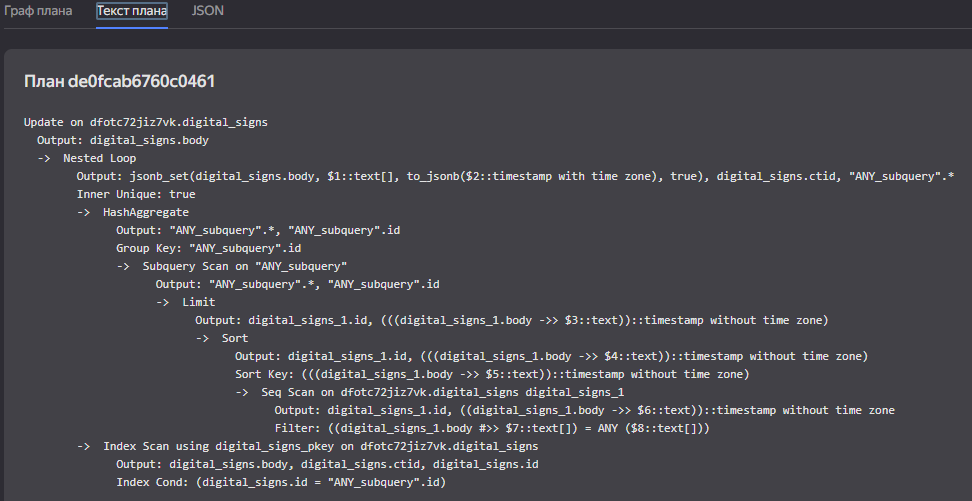 Граф плана Текст плана JSON
План de0fcab6760c0461
Update on dfotc72jiz7vk.digital_signs
Output: digital_signs.body
-> Nested Loop
Output: jsonb_set(digital_signs.body, $1::text[], to_jsonb($2::timestamp with time zone), true), digital_signs.ctid, "ANY_subquery".*
Inner Unique: true
-> HashAggregate
Output: "ANY_subquery".*, "ANY_subquery".id
Group Key: "ANY_subquery".id
-> Subquery Scan on "ANY_subquery"
Output: "ANY_subquery".*, "ANY_subquery".id
-> Limit
Output: digital_signs_1.id, (((digital_signs_1.body ->> $3::text))::timestamp without time zone)
-> Sort
Output: digital_signs_1.id, (((digital_signs_1.body ->> $4::text))::timestamp without time zone)
Sort Key: (((digital_signs_1.body ->> $5::text))::timestamp without time zone)
-> Seq Scan on dfotc72jiz7vk.digital_signs digital_signs_1
Output: digital_signs_1.id, ((digital_signs_1.body ->> $6::text))::timestamp without time zone
Filter: ((digital_signs_1.body #>> $7::text[]) = ANY ($8::text[]))
-> Index Scan using digital_signs_pkey on dfotc72jiz7vk.digital_signs
Output: digital_signs.body, digital_signs.ctid, digital_signs.id
Index Cond: (digital_signs.id = "ANY_subquery".id)